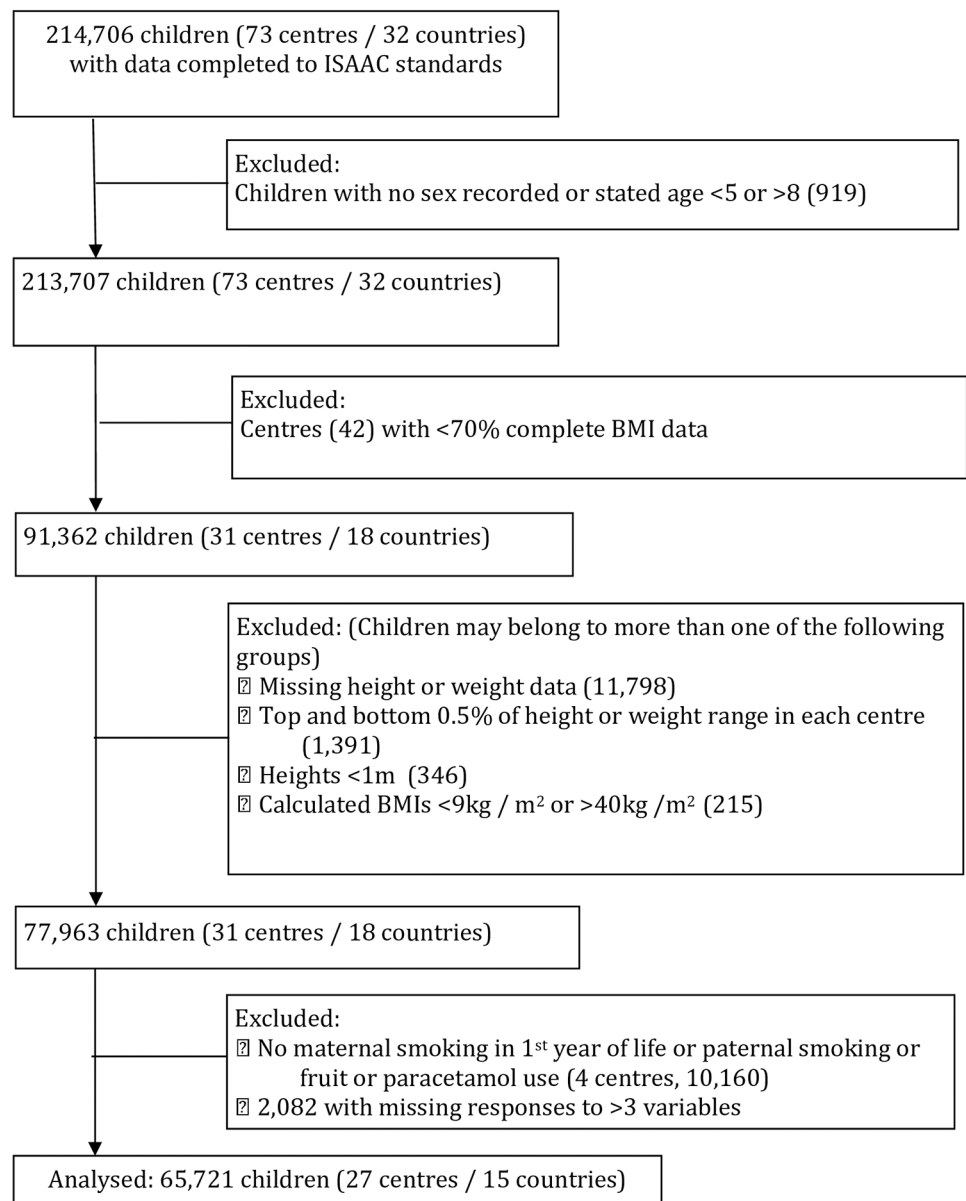 214,706 children (73 centres / 32 countries)
with data completed to ISAAC standards
Excluded:
Children with no sex recorded or stated age <5 or >8 (919)
213,707 children (73 centres / 32 countries)
Excluded:
Centres (42) with <70% complete BMI data
91,362 children (31 centres / 18 countries)
Excluded: (Children may belong to more than one of the following
groups)
⍰ Missing height or weight data (11,798)
⍰ Top and bottom 0.5% of height or weight range in each centre
(1,391)
⍰ Heights <1m (346)
⍰ Calculated BMIs <9kg / m² or >40kg /m² (215)
77,963 children (31 centres / 18 countries)
Excluded:
⍰ No maternal smoking in 1st year of life or paternal smoking or
fruit or paracetamol use (4 centres, 10,160)
⍰ 2,082 with missing responses to >3 variables
Analysed: 65,721 children (27 centres / 15 countries)